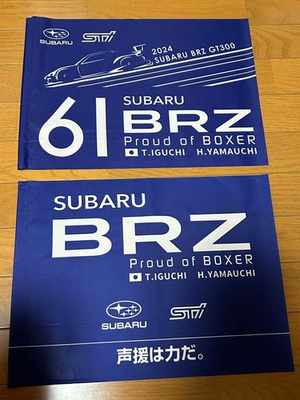 SUBARU STI
2024
SUBARU BRZ GT300
61 SUBARU
BRZ
Proud of BOXER
T.IGUCHI H.YAMAUCHI
SUBARU
BRZ
Proud of BOXER
T.IGUCHI H.YAMAUCHI
SUBARU STI
声援は力だ。